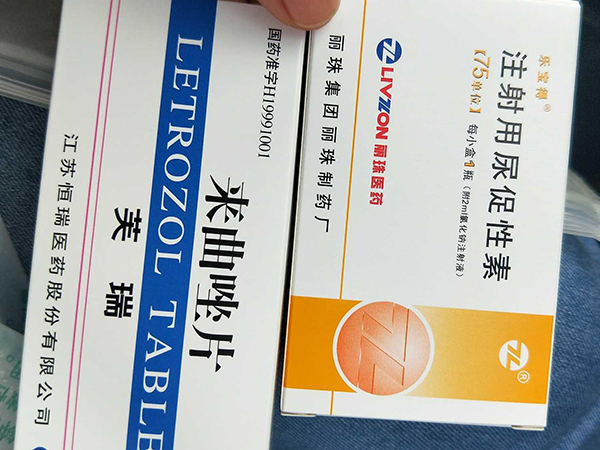 国药准字H19991001
来曲唑片
LETROZOL TABLE
芙瑞
江苏恒瑞医药股份有限公司
乐宝得®
注射用尿促性素
【75单位】
每小盒1瓶(附2ml氯化钠注射液)
LIVZON 丽珠医药
丽珠集团丽珠制药厂
®